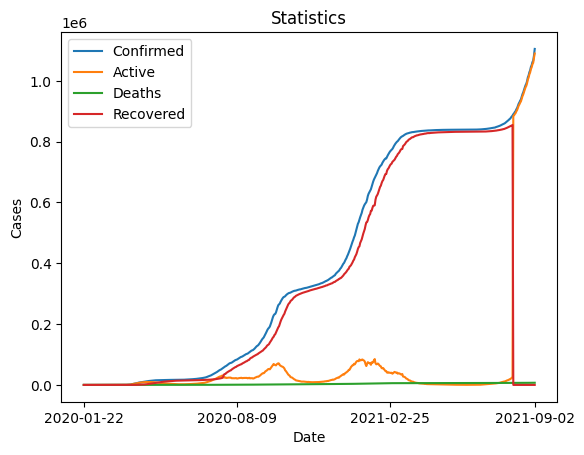 Statistics
1e6
Confirmed
Active
Deaths
Recovered
1.0
0.8
0.6
0.4
0.2
0.0
Cases
2020-01-22 2020-08-09 2021-02-25 2021-09-02
Date